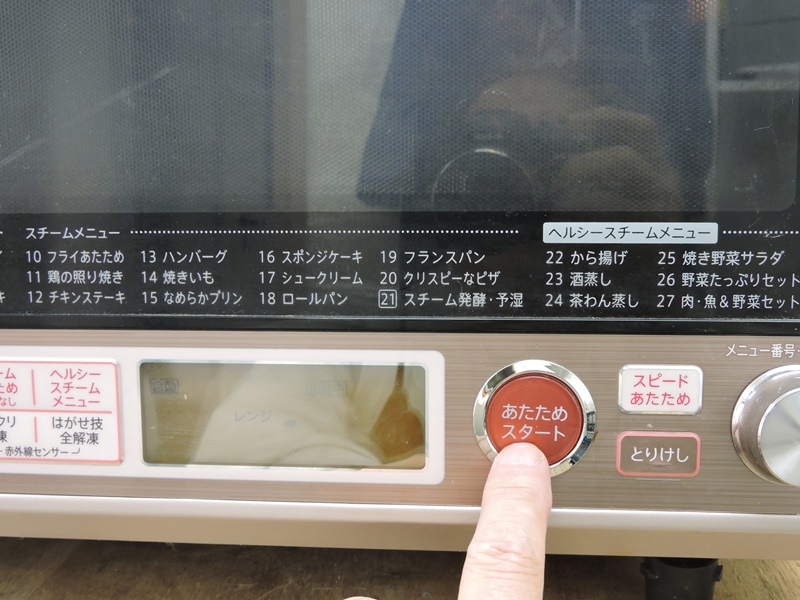 スチームメニュー
ヘルシースチームメニュー
10 フライあたため 13 ハンバーグ 16 スポンジケーキ 19 フランスパン 22 から揚げ 25 焼き野菜サラダ
11 鶏の照り焼き 14 焼きいも 17 シュークリーム 20 クリスピーなピザ 23 酒蒸し 26 野菜たっぷりセット
12 チキンステーキ 15 なめらかプリン 18 ロールパン 21 スチーム発酵・予湿 24 茶わん蒸し 27 肉・魚&野菜セット
メニュー番号・
ヘルシー
スチーム
メニュー
はがせ技
全解凍
赤外線センサー
レンジ
あたため
スタート
スピード
あたため
とりけし